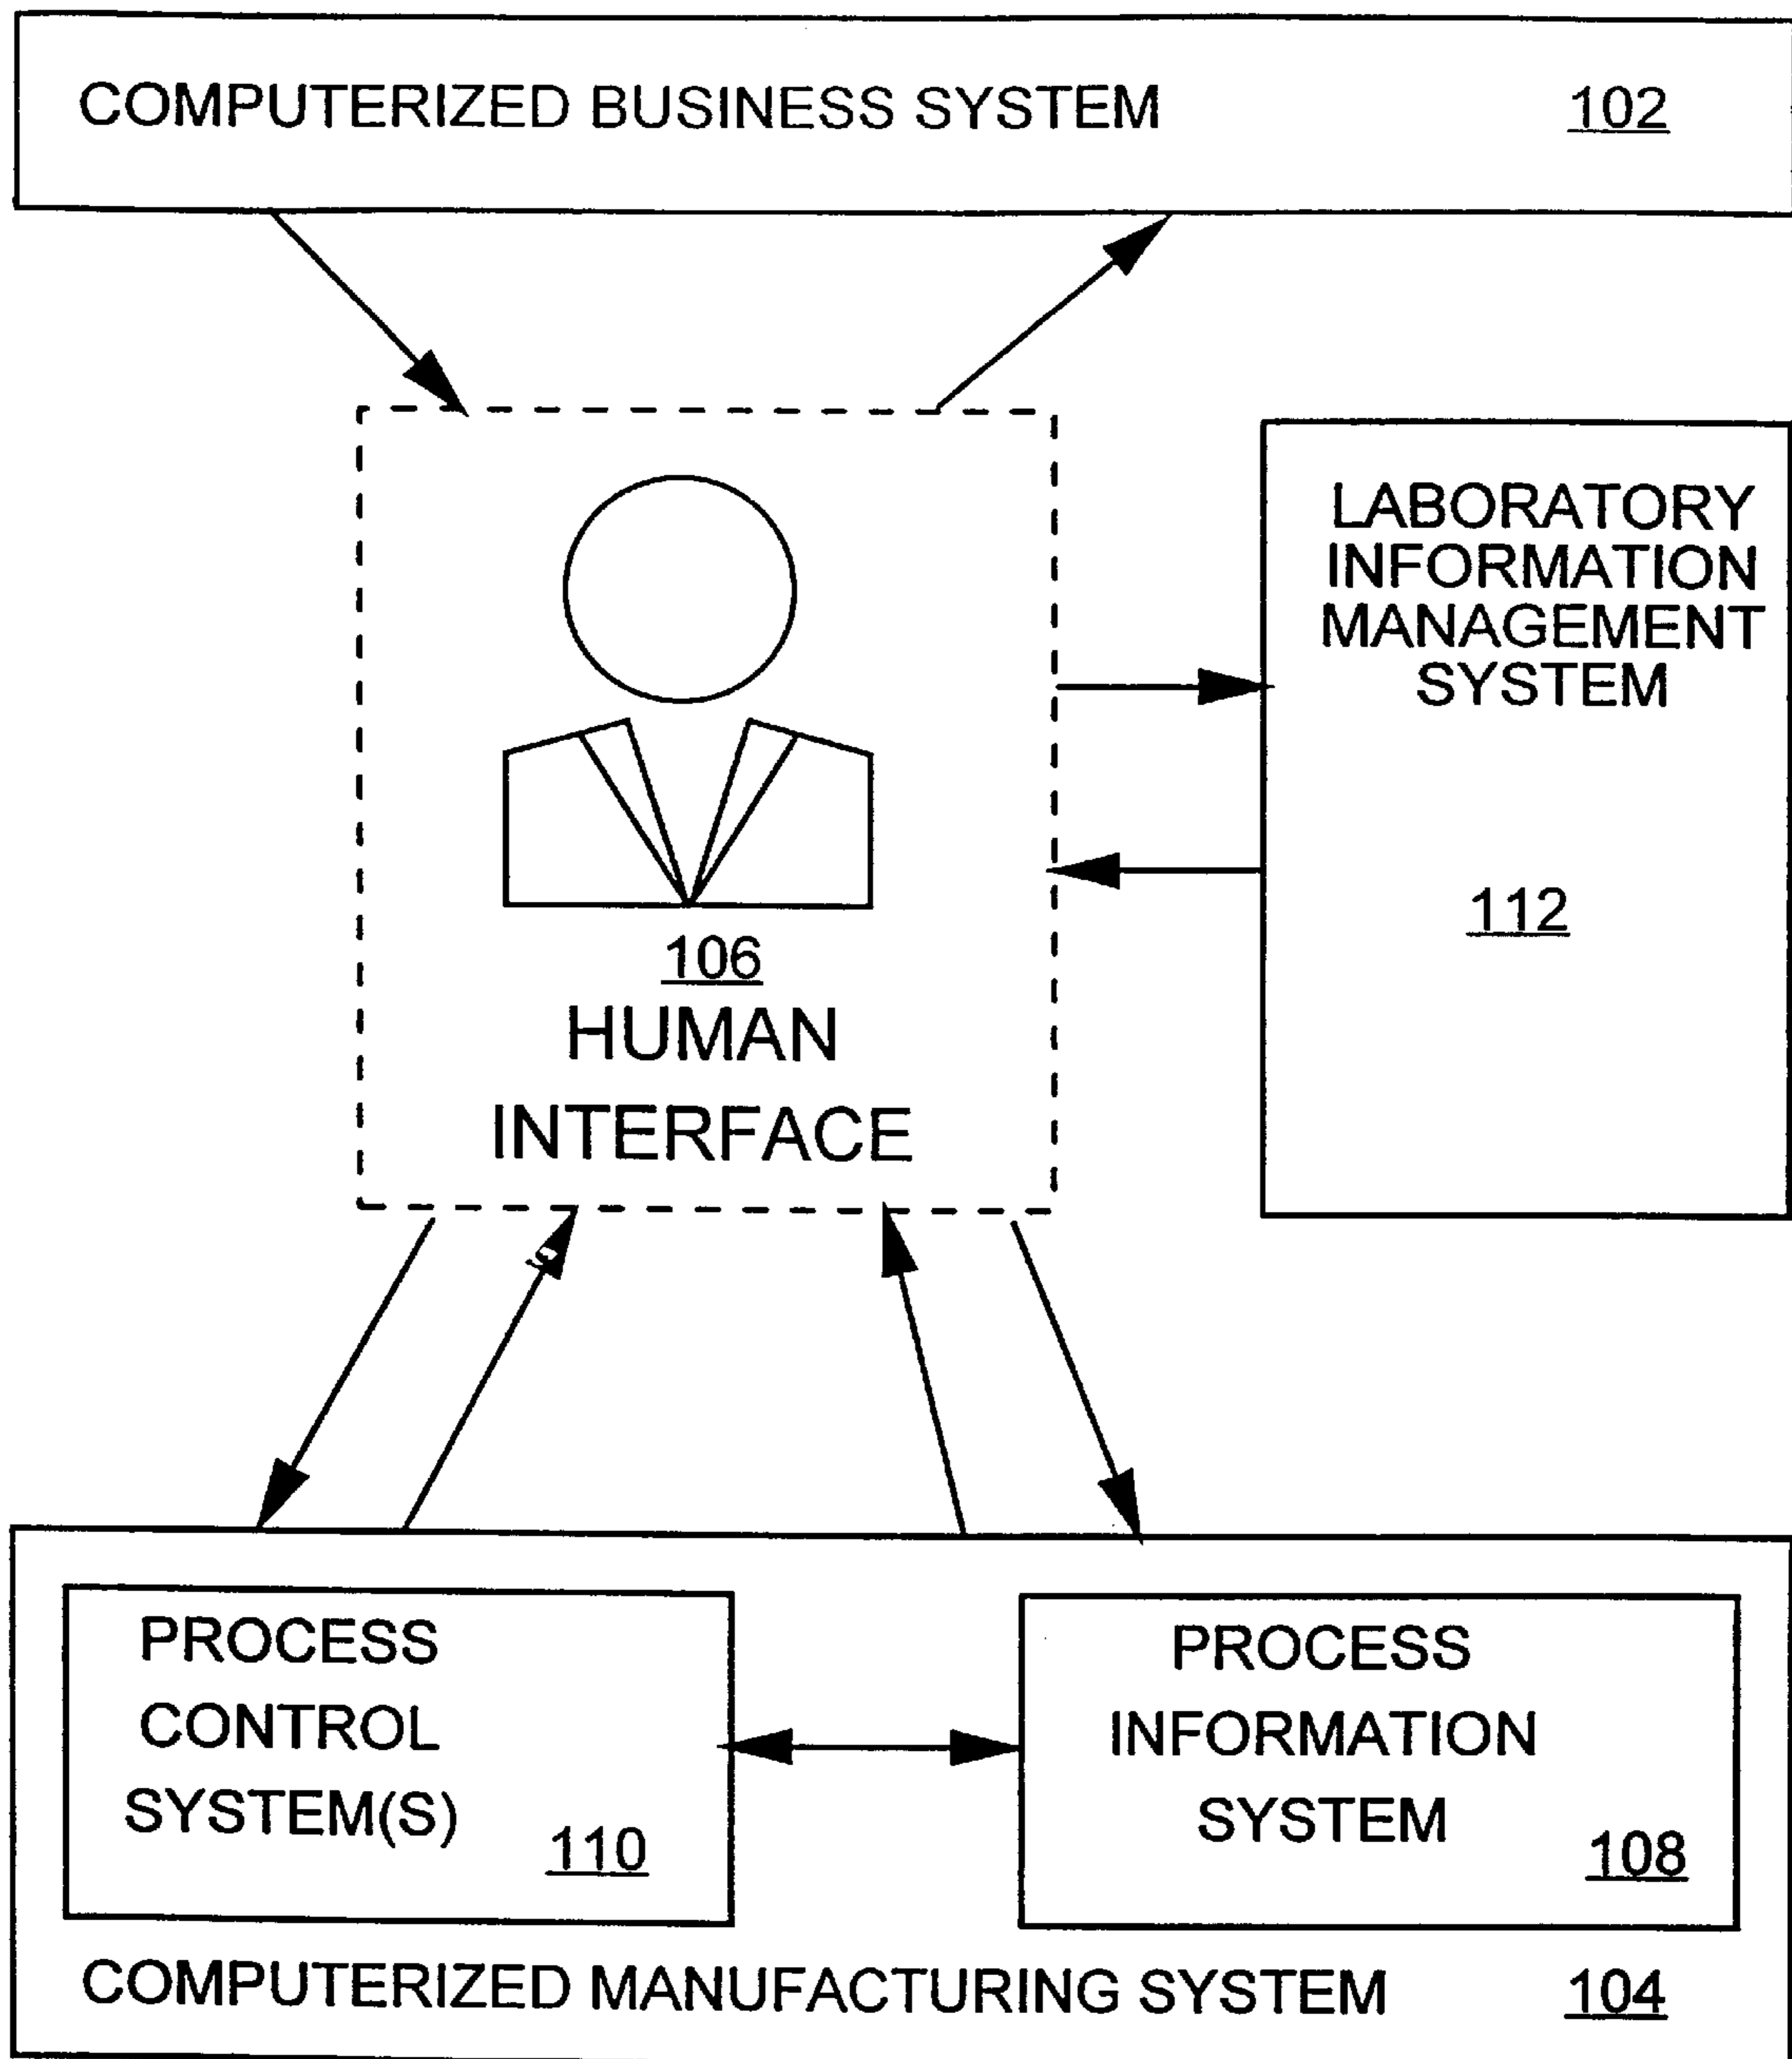 COMPUTERIZED BUSINESS SYSTEM 102
LABORATORY
INFORMATION
MANAGEMENT
SYSTEM
112
106
HUMAN
INTERFACE
PROCESS
CONTROL
SYSTEM(S)
110
PROCESS
INFORMATION
SYSTEM
108
COMPUTERIZED MANUFACTURING SYSTEM 104